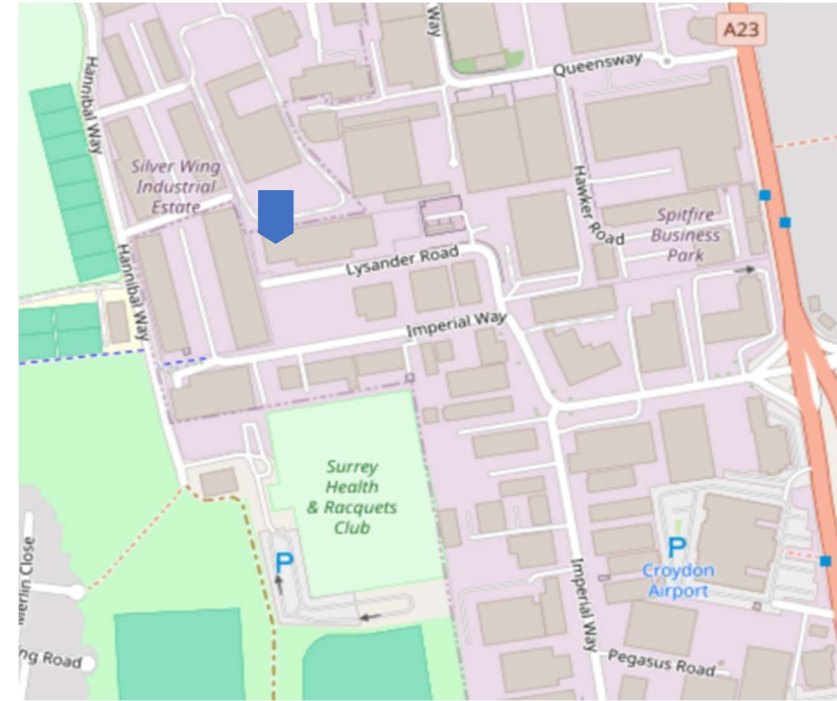 Way
A23
Queensway
Hannibal Way
Silver Wing
Industrial
Estate
Hawker Road
Spitfire
Business
Park
Lysander Road
Hannibal Way
Imperial Way
Surrey
Health
& Racquets
Club
P
P
Croydon
Airport
Merlin Close
Imperial Way
ng Road
Pegasus Road